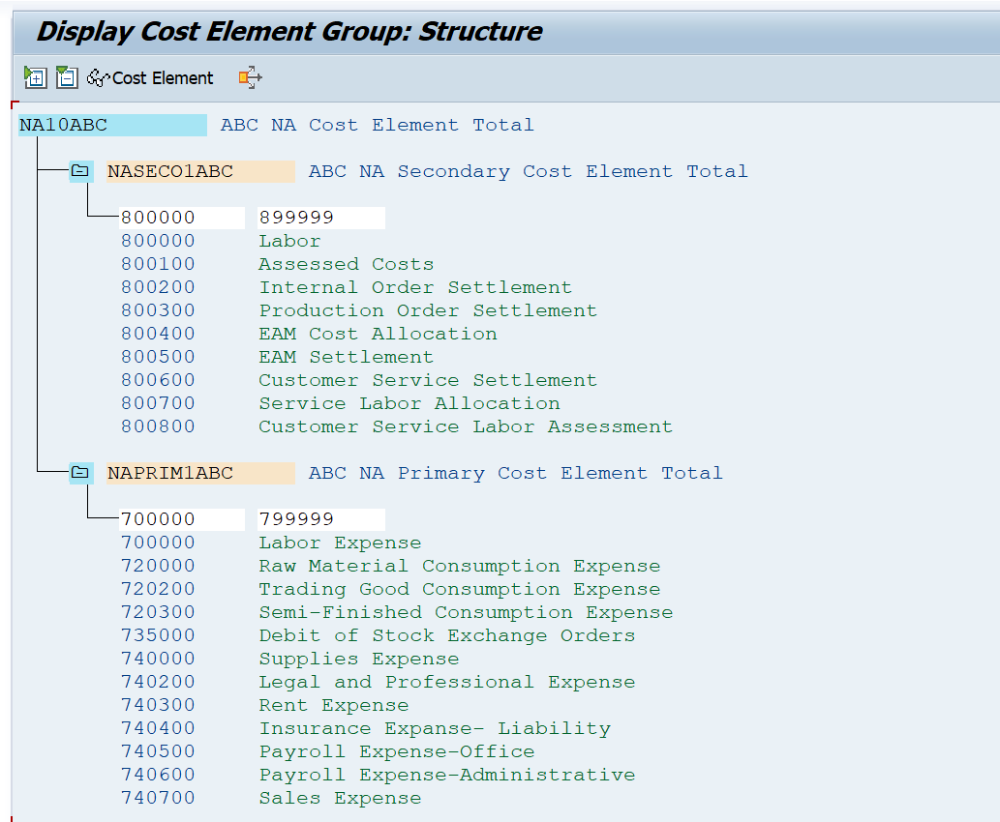 Display Cost Element Group: Structure
Cost Element
NA10ABC ABC NA Cost Element Total
NASECO1ABC ABC NA Secondary Cost Element Total
800000 899999
800000 Labor
800100 Assessed Costs
800200 Internal Order Settlement
800300 Production Order Settlement
800400 EAM Cost Allocation
800500 EAM Settlement
800600 Customer Service Settlement
800700 Service Labor Allocation
800800 Customer Service Labor Assessment
NAPRIM1ABC ABC NA Primary Cost Element Total
700000 799999
700000 Labor Expense
720000 Raw Material Consumption Expense
720200 Trading Good Consumption Expense
720300 Semi-Finished Consumption Expense
735000 Debit of Stock Exchange Orders
740000 Supplies Expense
740200 Legal and Professional Expense
740300 Rent Expense
740400 Insurance Expanse- Liability
740500 Payroll Expense-Office
740600 Payroll Expense-Administrative
740700 Sales Expense